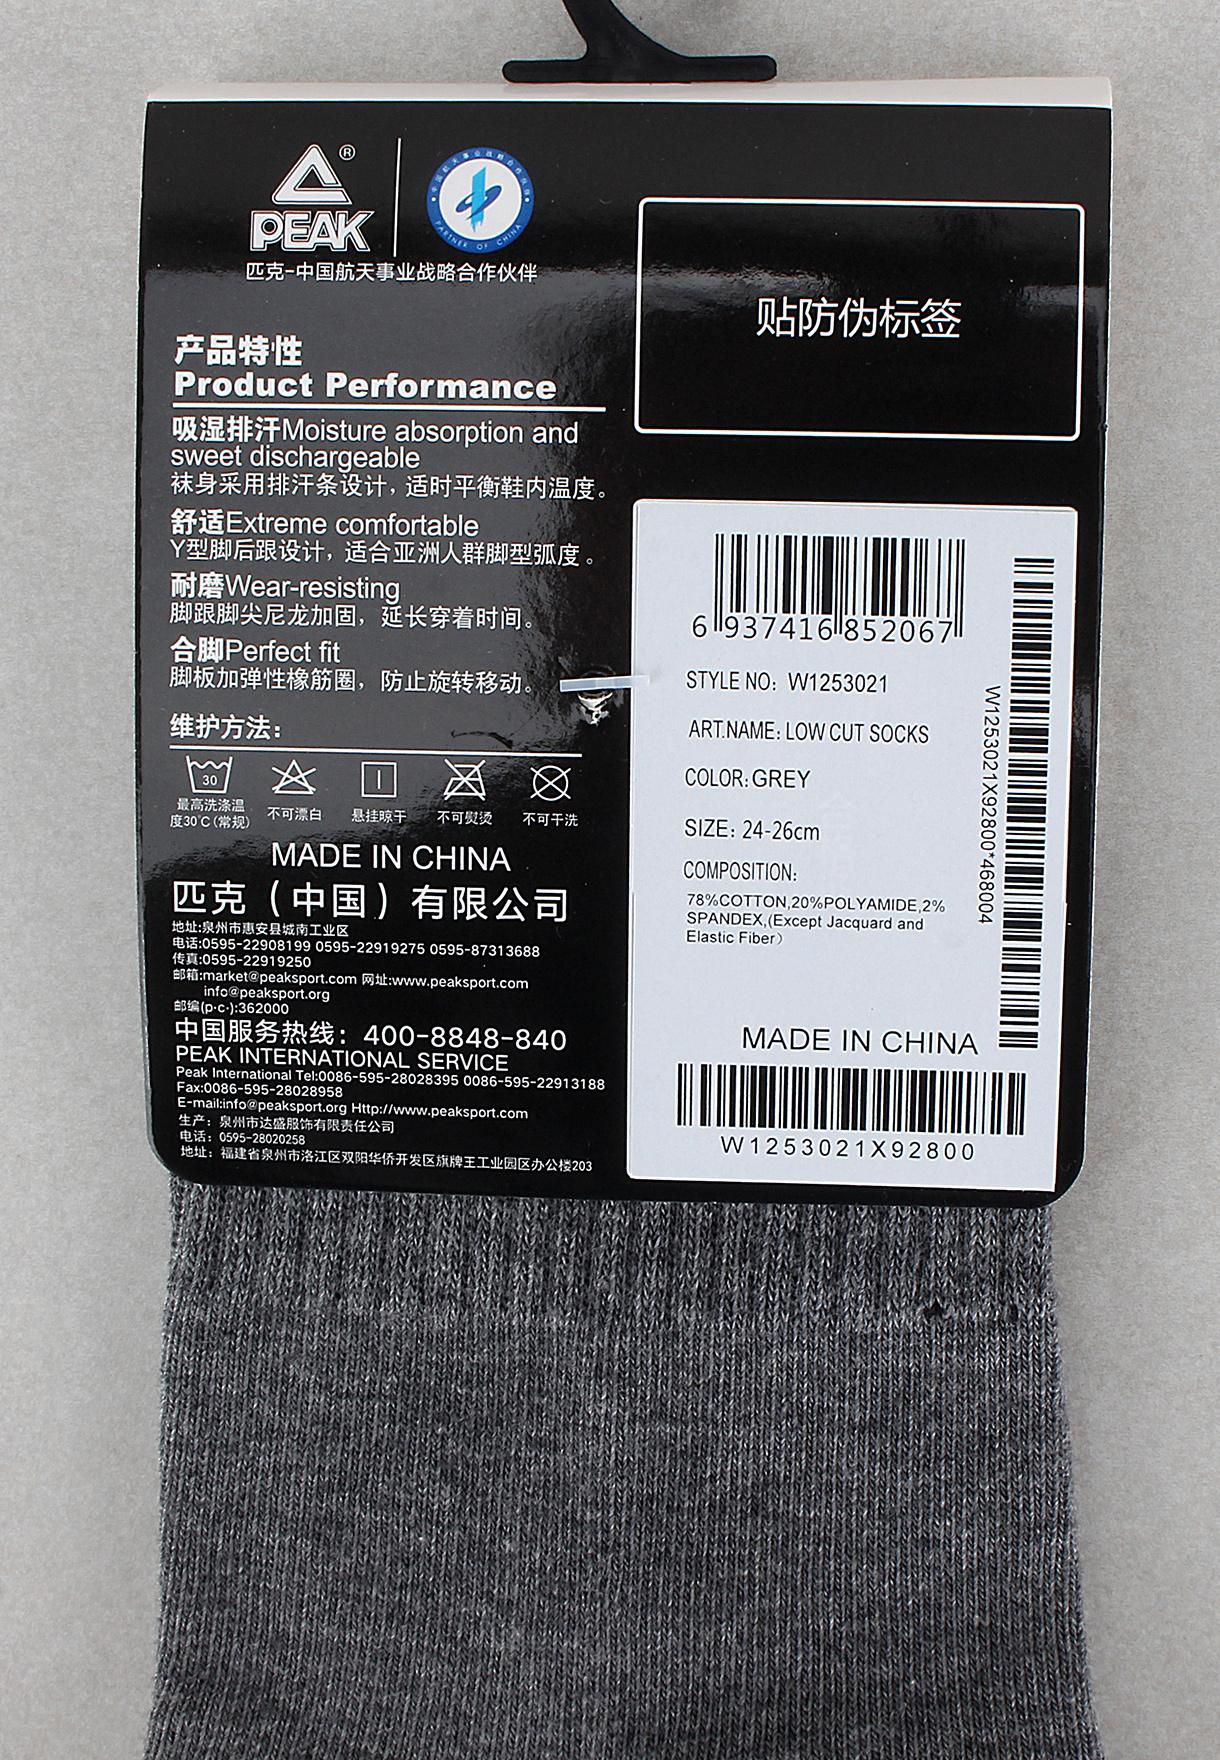 PEAK®
中国航天事业战略合作伙伴
PARTNER OF CHINA
匹克-中国航天事业战略合作伙伴
产品特性
Product Performance
吸湿排汗Moisture absorption and
sweet dischargeable
袜身采用排汗条设计，适时平衡鞋内温度。
舒适Extreme comfortable
Y型脚后跟设计，适合亚洲人群脚型弧度。
耐磨Wear-resisting
脚跟脚尖尼龙加固，延长穿着时间。
合脚Perfect fit
脚板加弹性橡筋圈，防止旋转移动。
维护方法：
30
最高洗涤温
度30℃(常规)
不可漂白
悬挂晾干
不可熨烫
不可干洗
MADE IN CHINA
匹克（中国）有限公司
地址:泉州市惠安县城南工业区
电话:0595-22908199 0595-22919275 0595-87313688
传真:0595-22919250
邮箱:market@peaksport.com 网址:www.peaksport.com
info@peaksport.org
邮编(p·c·):362000
中国服务热线：400-8848-840
PEAK INTERNATIONAL SERVICE
Peak International Tel:0086-595-28028395 0086-595-22913188
Fax:0086-595-28028958
E-mail:info@peaksport.org Http://www.peaksport.com
生产：泉州市达盛服饰有限责任公司
电话：0595-28020258
地址：福建省泉州市洛江区双阳华侨开发区旗牌王工业园区办公楼203
贴防伪标签
6 937416 852067
STYLE NO: W1253021
ART.NAME: LOW CUT SOCKS
COLOR: GREY
SIZE: 24-26cm
COMPOSITION:
78%COTTON,20%POLYAMIDE,2%
SPANDEX,(Except Jacquard and
Elastic Fiber）
W1253021X92800*468004
MADE IN CHINA
W1253021X92800